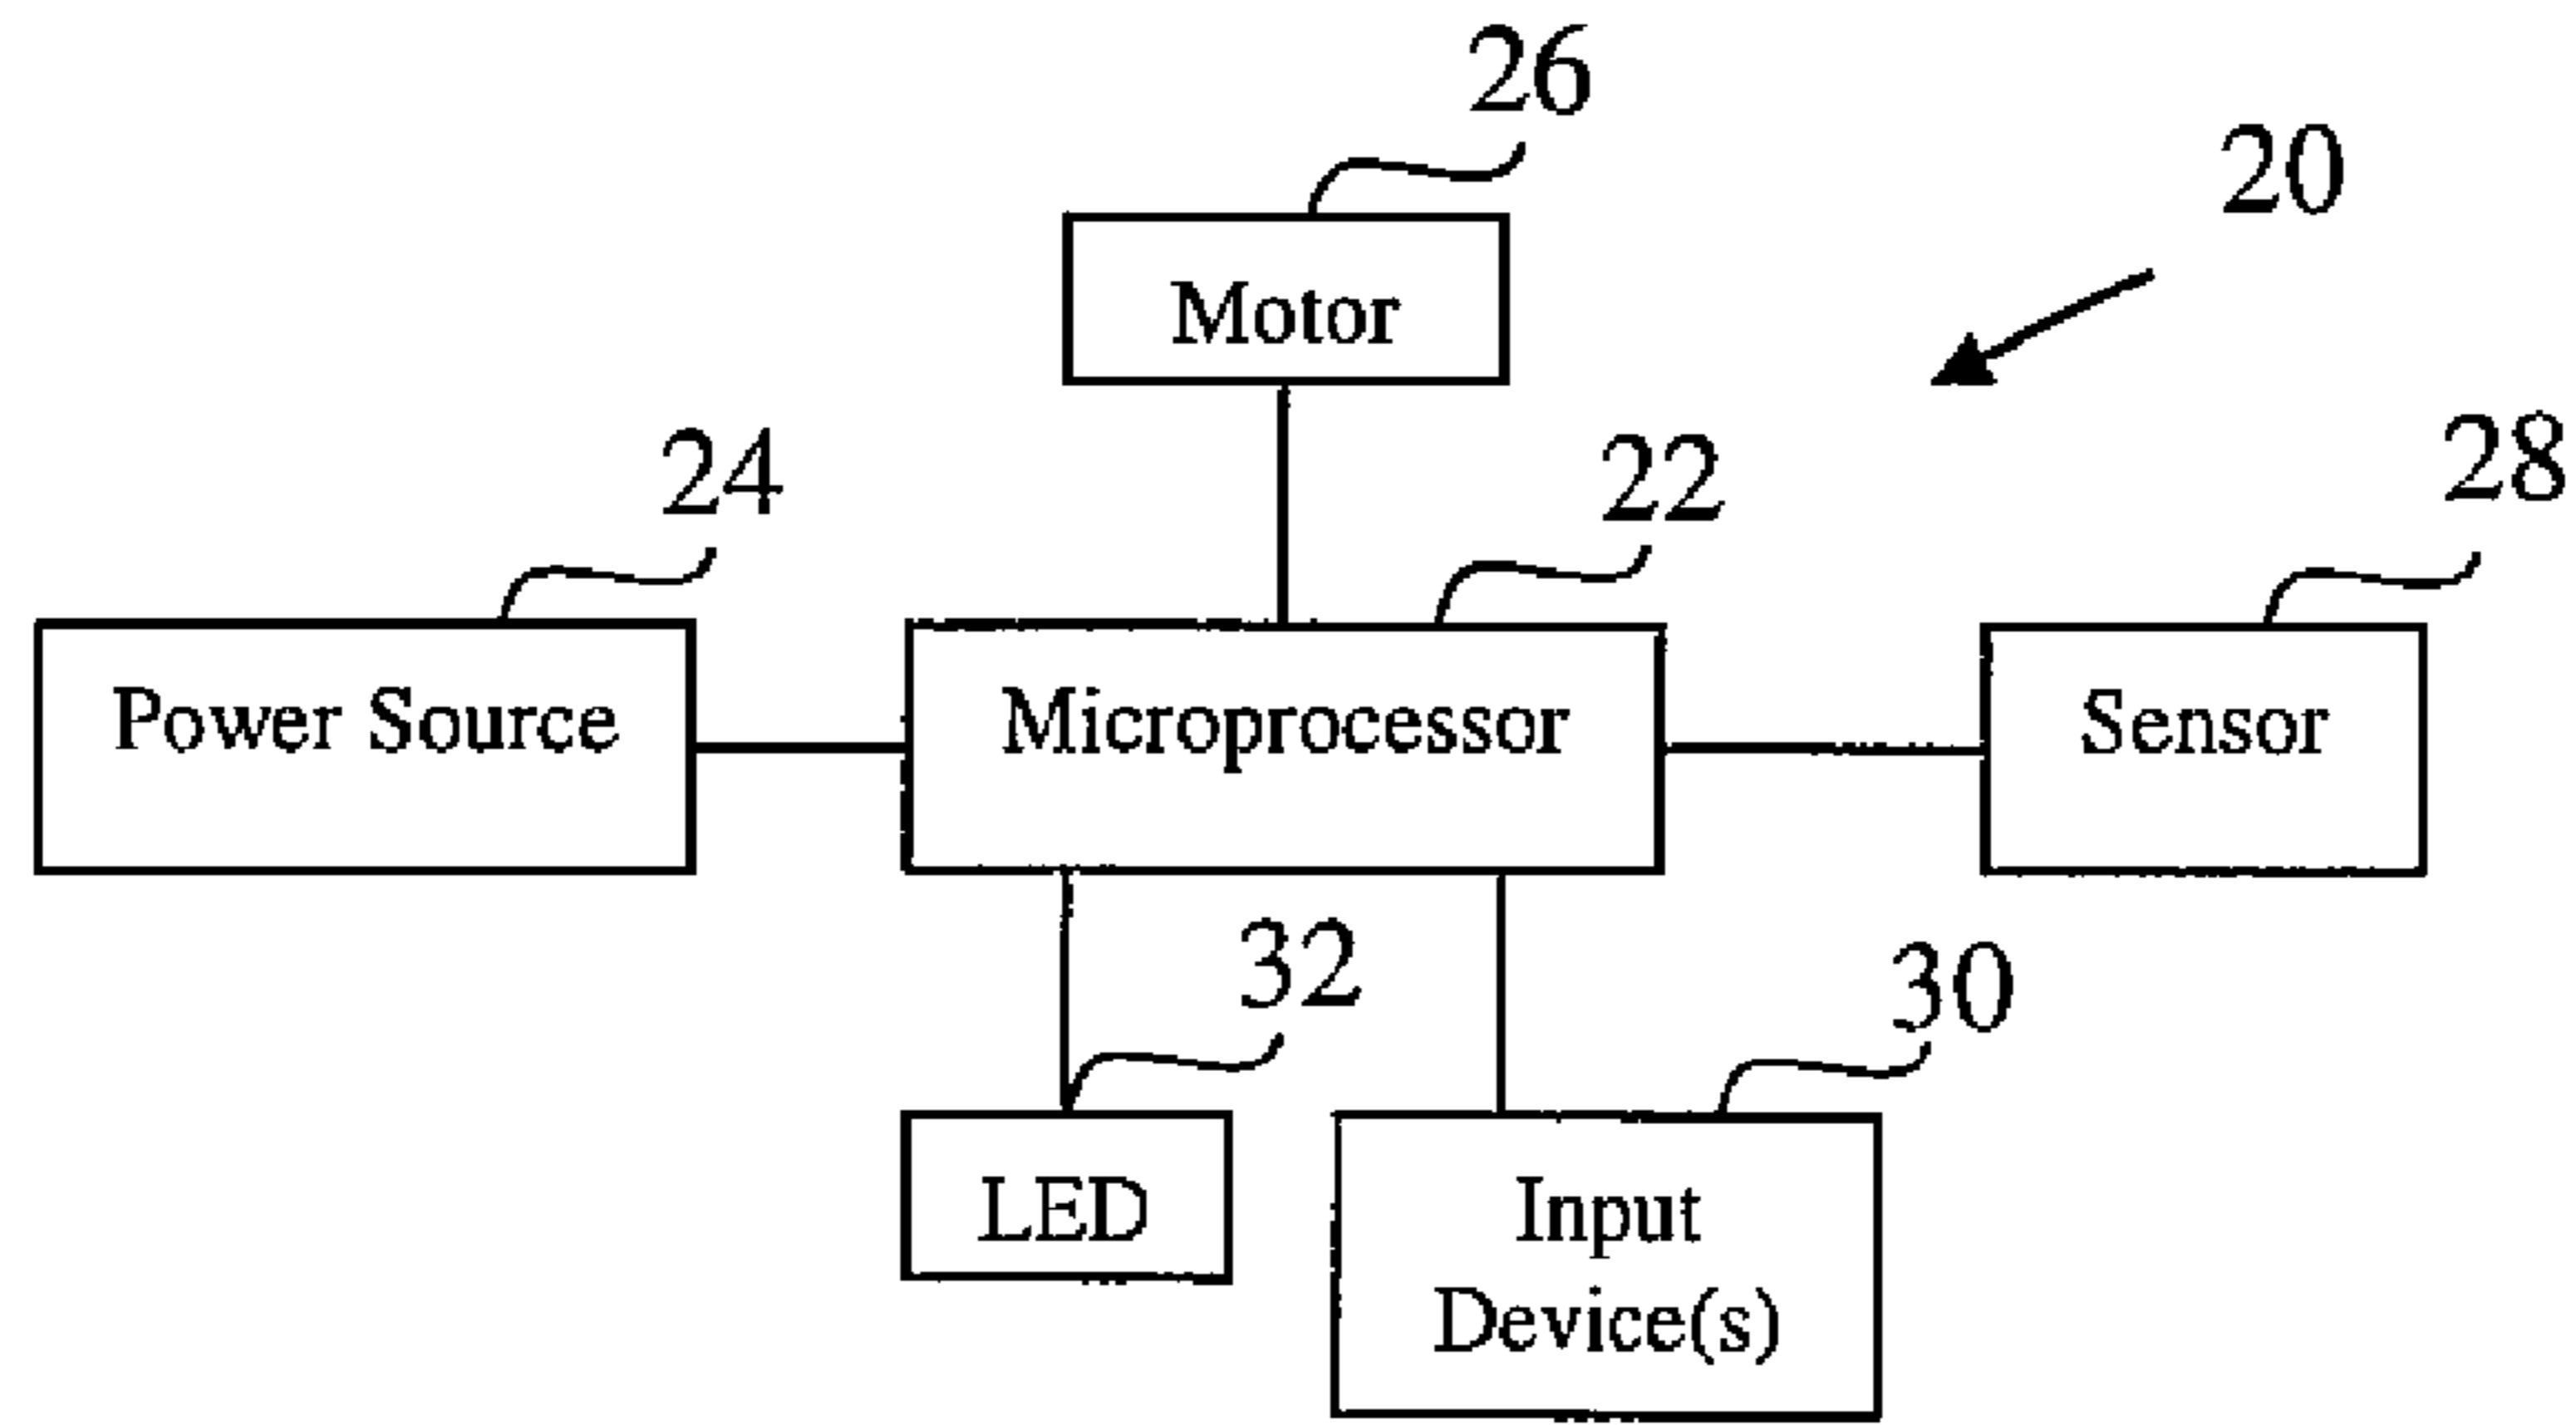 26
20
Motor
24
22
28
Power Source
Microprocessor
Sensor
32
30
LED
Input
Device(s)